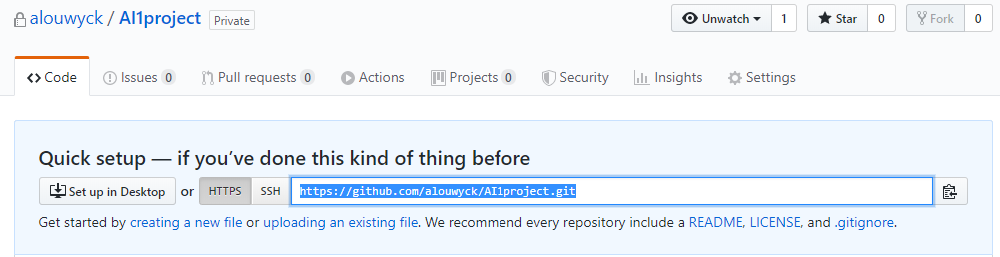 alouwyck / AI1project Private Unwatch 1 Star 0 Fork 0
Code Issues 0 Pull requests 0 Actions Projects 0 Security Insights Settings
Quick setup — if you've done this kind of thing before
Set up in Desktop or HTTPS SSH https://github.com/alouwyck/AI1project.git
Get started by creating a new file or uploading an existing file. We recommend every repository include a README, LICENSE, and .gitignore.